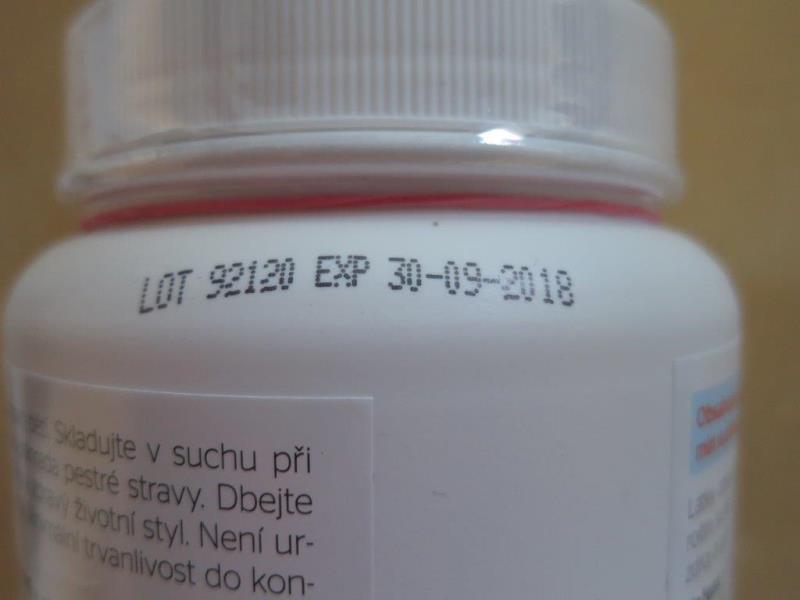 LOT 92120 EXP 30-09-2018
Skladujte v suchu při
pestré stravy. Dbejte
životní styl. Není ur-
trvanlivost do kon-